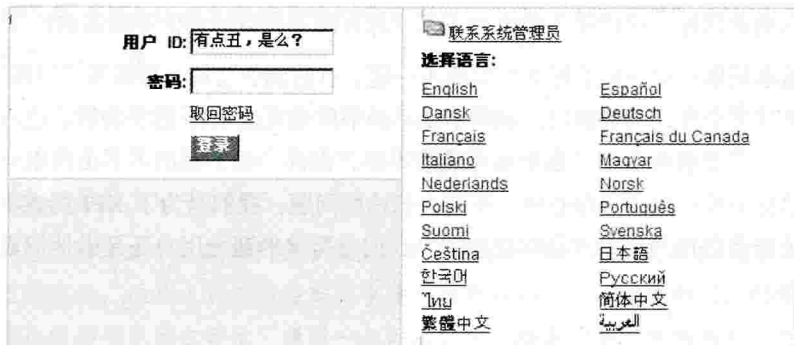 用户 ID: 有点丑，是么？
密码:
取回密码
登录
联系系统管理员
选择语言:
English Español
Dansk Deutsch
Français Français du Canada
Italiano Magyar
Nederlands Norsk
Polski Português
Suomi Svenska
Čeština 日本語
한국어 Русский
ไทย 简体中文
繁體中文 العربية